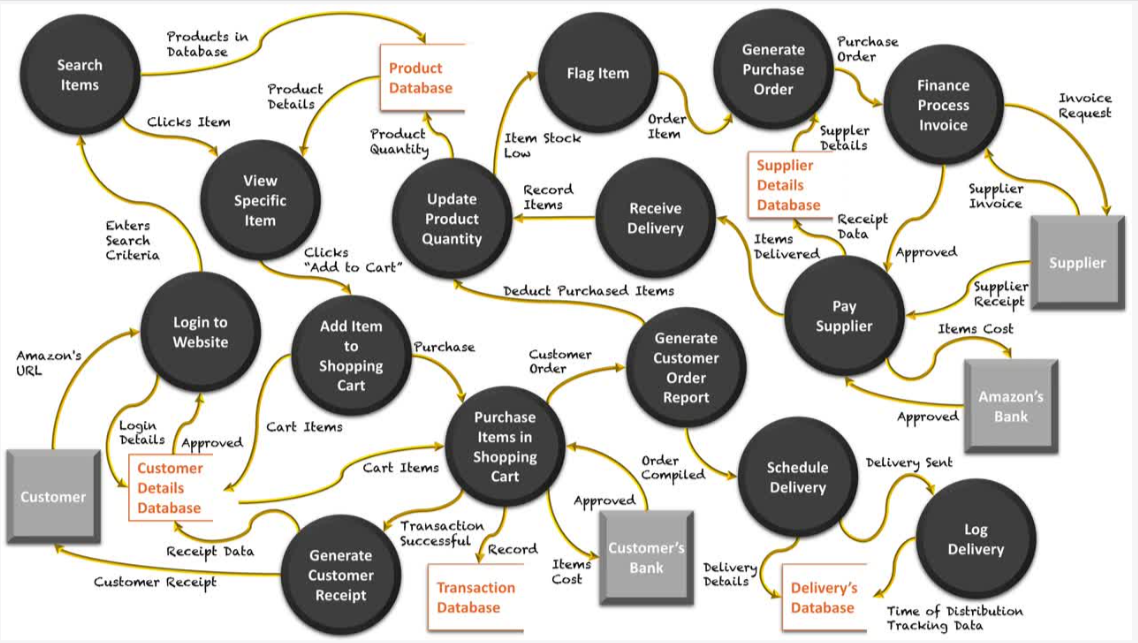 Search
Items
Products in
Database
Product
Database
Product
Details
Clicks Item
View
Specific
Item
Enters
Search
Criteria
Product
Quantity
Update
Product
Quantity
Item Stock
Low
Flag Item
Order
Item
Generate
Purchase
Order
Purchase
Order
Finance
Process
Invoice
Invoice
Request
Suppler
Details
Supplier
Details
Database
Supplier
Invoice
Record
Items
Receive
Delivery
Items
Delivered
Receipt
Data
Approved
Supplier
Supplier
Receipt
Pay
Supplier
Items Cost
Approved
Amazon's
Bank
Clicks
"Add to Cart"
Deduct Purchased Items
Login to
Website
Add Item
to
Shopping
Cart
Purchase
Customer
Order
Generate
Customer
Order
Report
Amazon's
URL
Login
Details
Approved
Cart Items
Customer
Customer
Details
Database
Cart Items
Purchase
Items in
Shopping
Cart
Order
Compiled
Schedule
Delivery
Delivery Sent
Log
Delivery
Receipt Data
Customer Receipt
Generate
Customer
Receipt
Transaction
Successful
Record
Transaction
Database
Items
Cost
Approved
Customer's
Bank
Delivery
Details
Delivery's
Database
Time of Distribution
Tracking Data